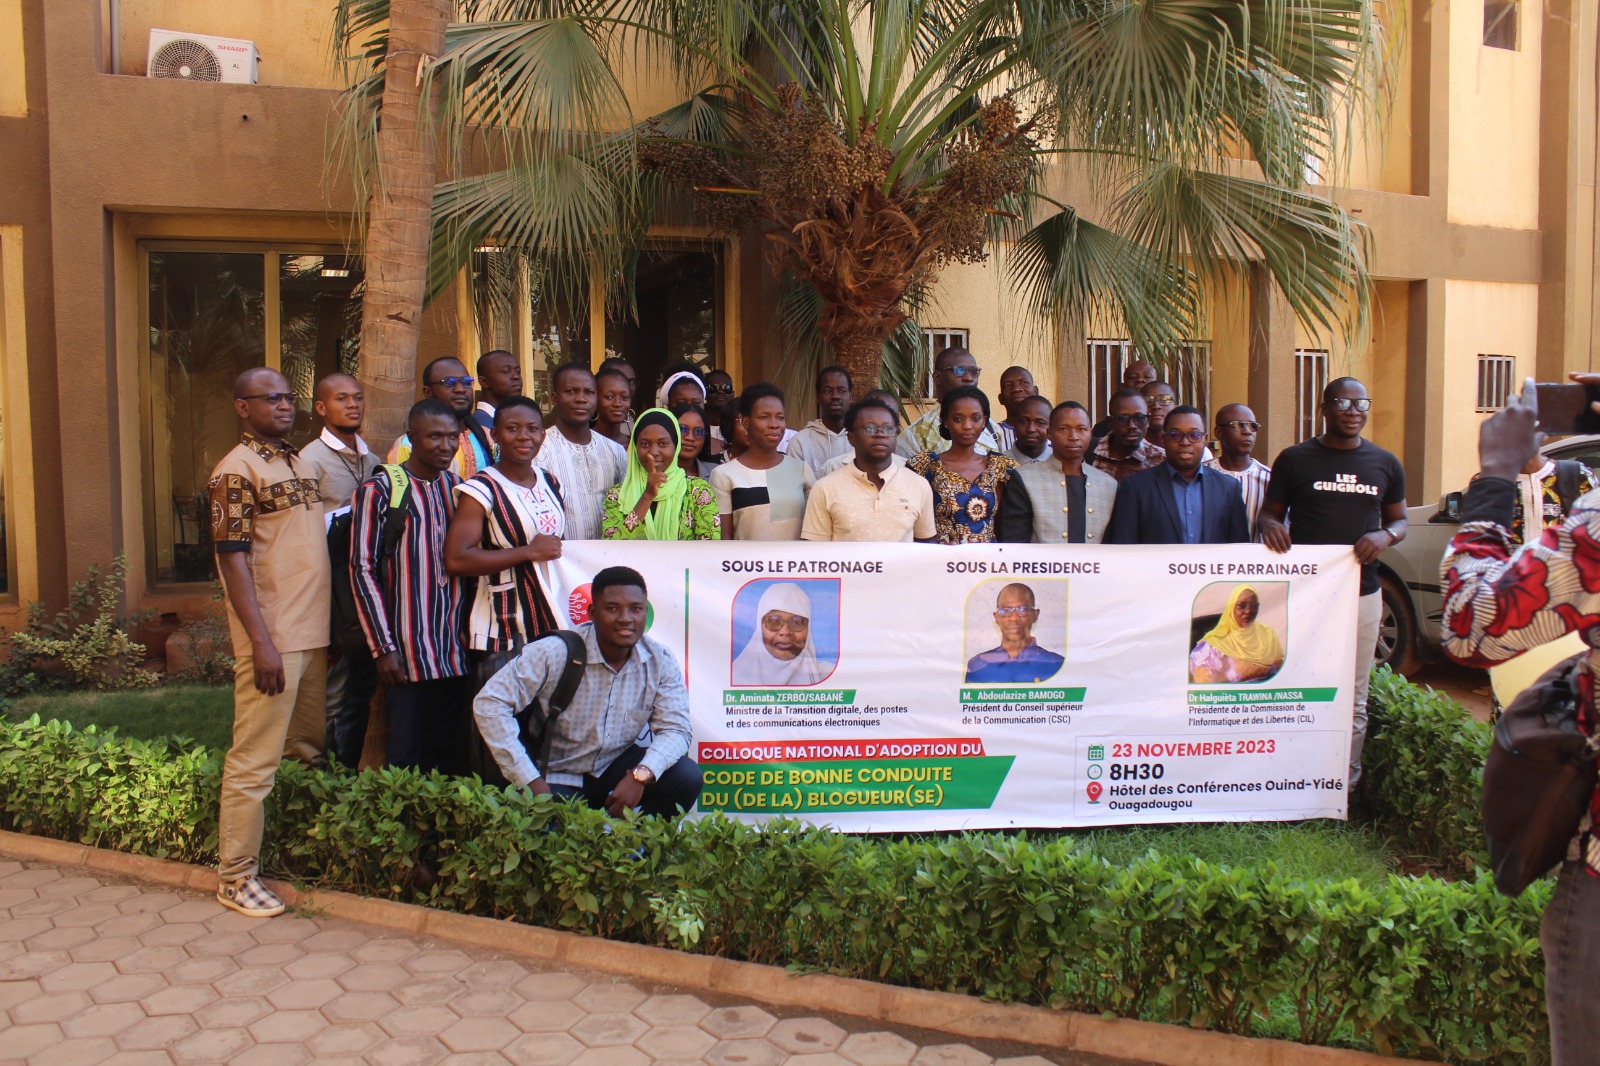 SHARP
LES
GUIGNOLS
SOUS LE PATRONAGE
Dr. Aminata ZERBO/SABANÉ
Ministre de la Transition digitale, des postes
et des communications électroniques
SOUS LA PRESIDENCE
M. Abdoulazize BAMOGO
Président du Conseil supérieur
de la Communication (CSC)
SOUS LE PARRAINAGE
Dr Halguièta TRAWINA /NASSA
Présidente de la Commission de
l'Informatique et des Libertés (CIL)
COLLOQUE NATIONAL D'ADOPTION DU
CODE DE BONNE CONDUITE
DU (DE LA) BLOGUEUR(SE)
23 NOVEMBRE 2023
8H30
Hôtel des Conférences Ouind-Yidé
Ouagadougou